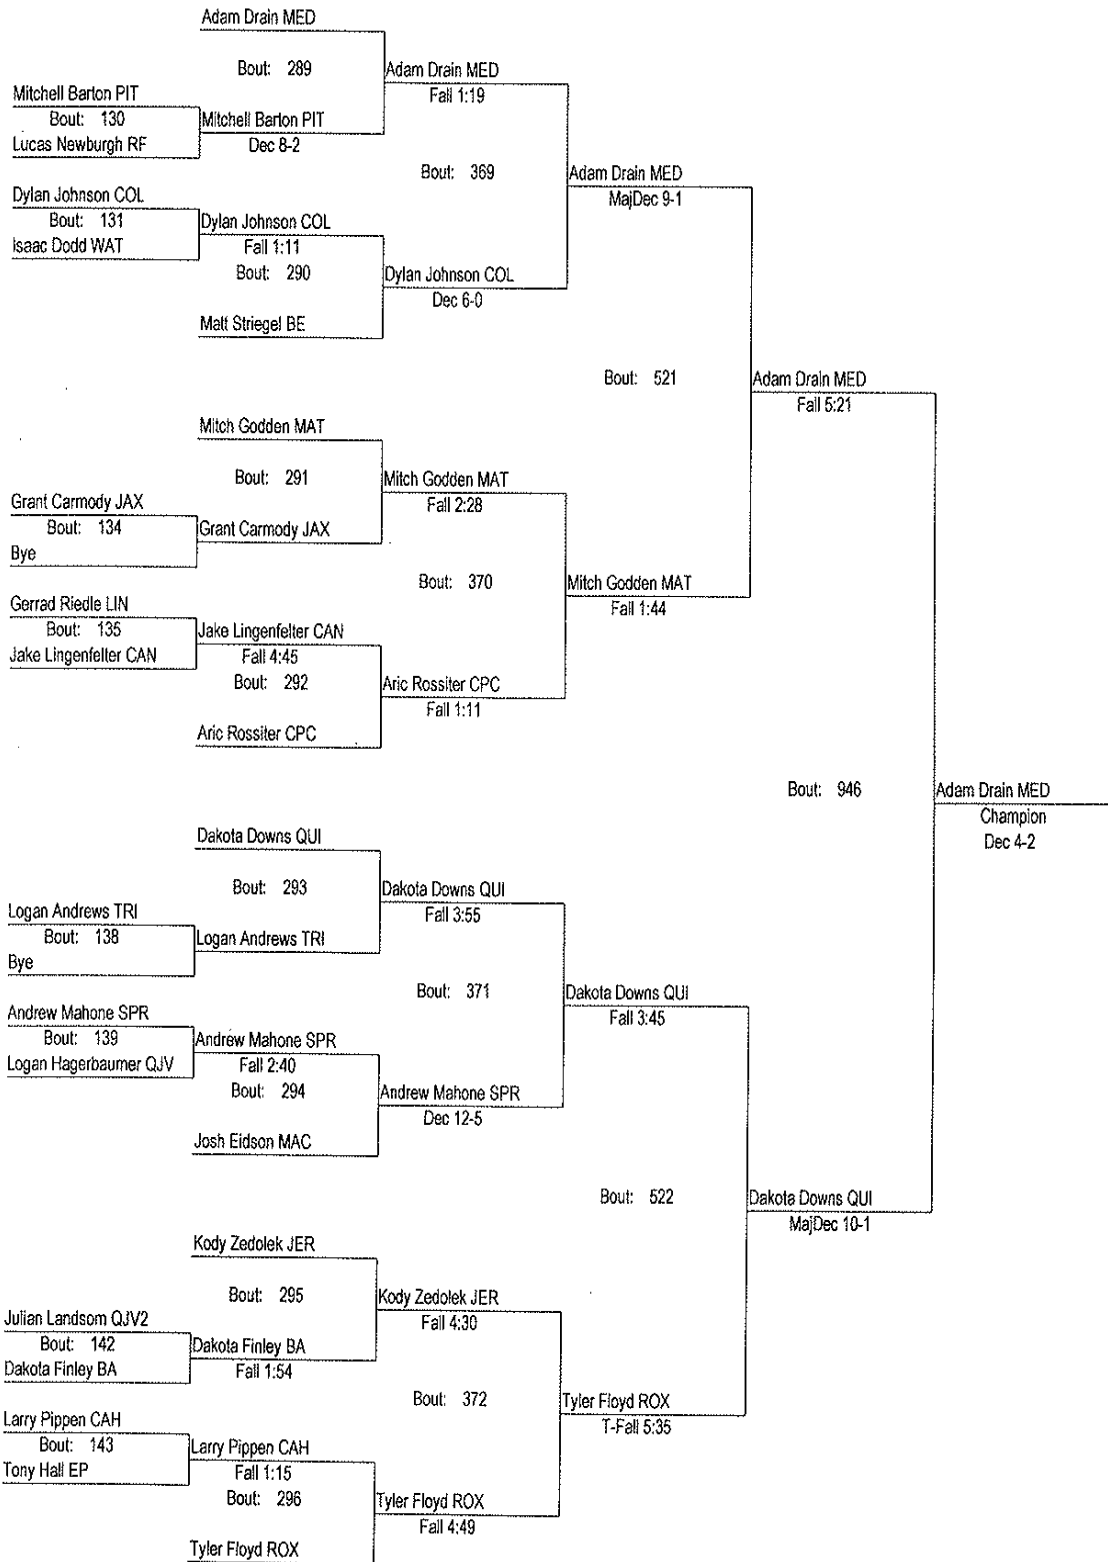 Adam Drain MED
Bout: 289
Adam Drain MED
Fall 1:19
Mitchell Barton PIT
Bout: 130
Mitchell Barton PIT
Lucas Newburgh RF
Dec 8-2
Bout: 369
Adam Drain MED
MajDec 9-1
Dylan Johnson COL
Bout: 131
Dylan Johnson COL
Isaac Dodd WAT
Fall 1:11
Bout: 290
Dylan Johnson COL
Dec 6-0
Matt Striegel BE
Bout: 521
Adam Drain MED
Fall 5:21
Mitch Godden MAT
Bout: 291
Mitch Godden MAT
Fall 2:28
Grant Carmody JAX
Bout: 134
Grant Carmody JAX
Bye
Bout: 370
Mitch Godden MAT
Fall 1:44
Gerrad Riedle LIN
Bout: 135
Jake Lingenfelter CAN
Jake Lingenfelter CAN
Fall 4:45
Bout: 292
Aric Rossiter CPC
Fall 1:11
Aric Rossiter CPC
Bout: 946
Adam Drain MED
Champion
Dec 4-2
Dakota Downs QUI
Bout: 293
Dakota Downs QUI
Fall 3:55
Logan Andrews TRI
Bout: 138
Logan Andrews TRI
Bye
Bout: 371
Dakota Downs QUI
Fall 3:45
Andrew Mahone SPR
Bout: 139
Andrew Mahone SPR
Logan Hagerbaumer QJV
Fall 2:40
Bout: 294
Andrew Mahone SPR
Dec 12-5
Josh Eidson MAC
Bout: 522
Dakota Downs QUI
MajDec 10-1
Kody Zedolek JER
Bout: 295
Kody Zedolek JER
Fall 4:30
Julian Landsom QJV2
Bout: 142
Dakota Finley BA
Dakota Finley BA
Fall 1:54
Bout: 372
Tyler Floyd ROX
T-Fall 5:35
Larry Pippen CAH
Bout: 143
Larry Pippen CAH
Tony Hall EP
Fall 1:15
Bout: 296
Tyler Floyd ROX
Fall 4:49
Tyler Floyd ROX